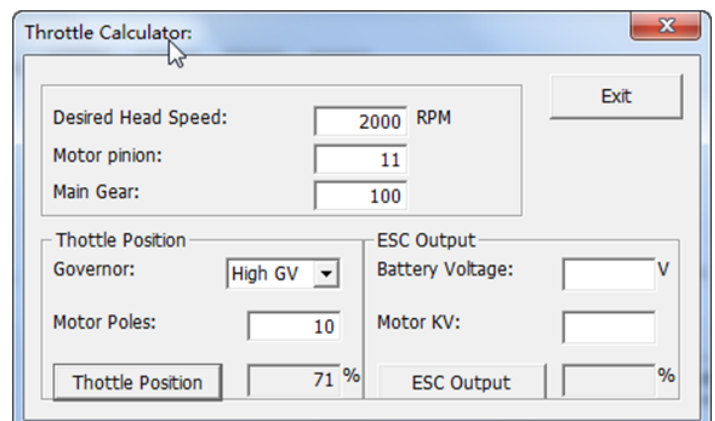 Throttle Calculator:
Exit
Desired Head Speed: 2000 RPM
Motor pinion: 11
Main Gear: 100
Thottle Position
Governor: High GV
Motor Poles: 10
Thottle Position 71 %
ESC Output
Battery Voltage: V
Motor KV:
ESC Output %